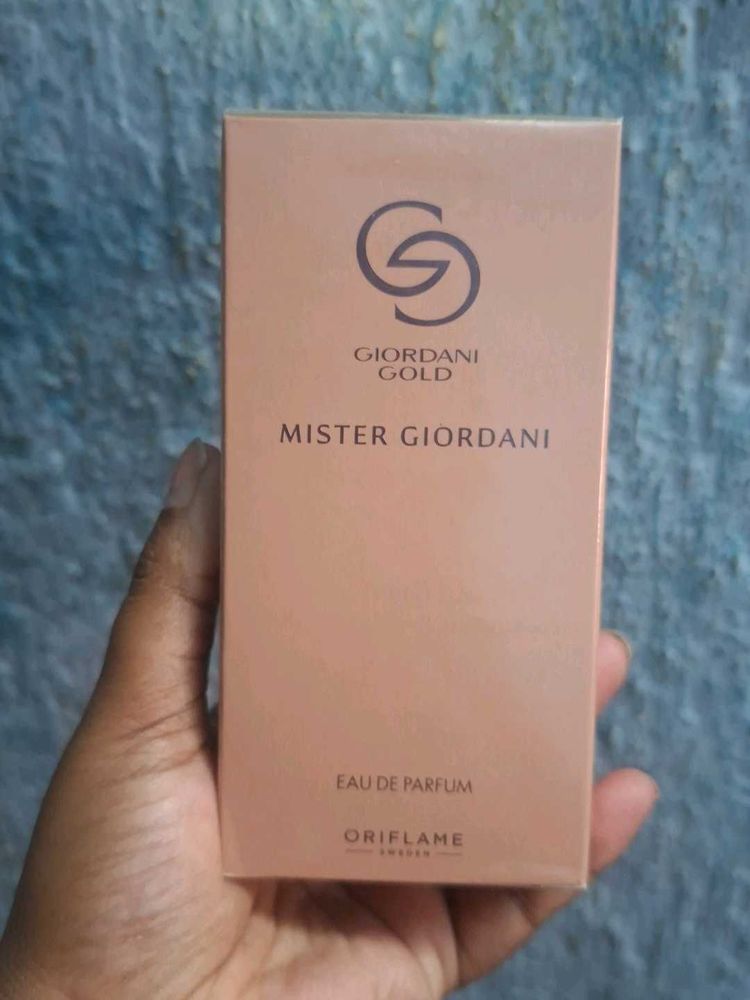 GIORDANI
GOLD
MISTER GIORDANI
EAU DE PARFUM
ORIFLAME
SWEDEN